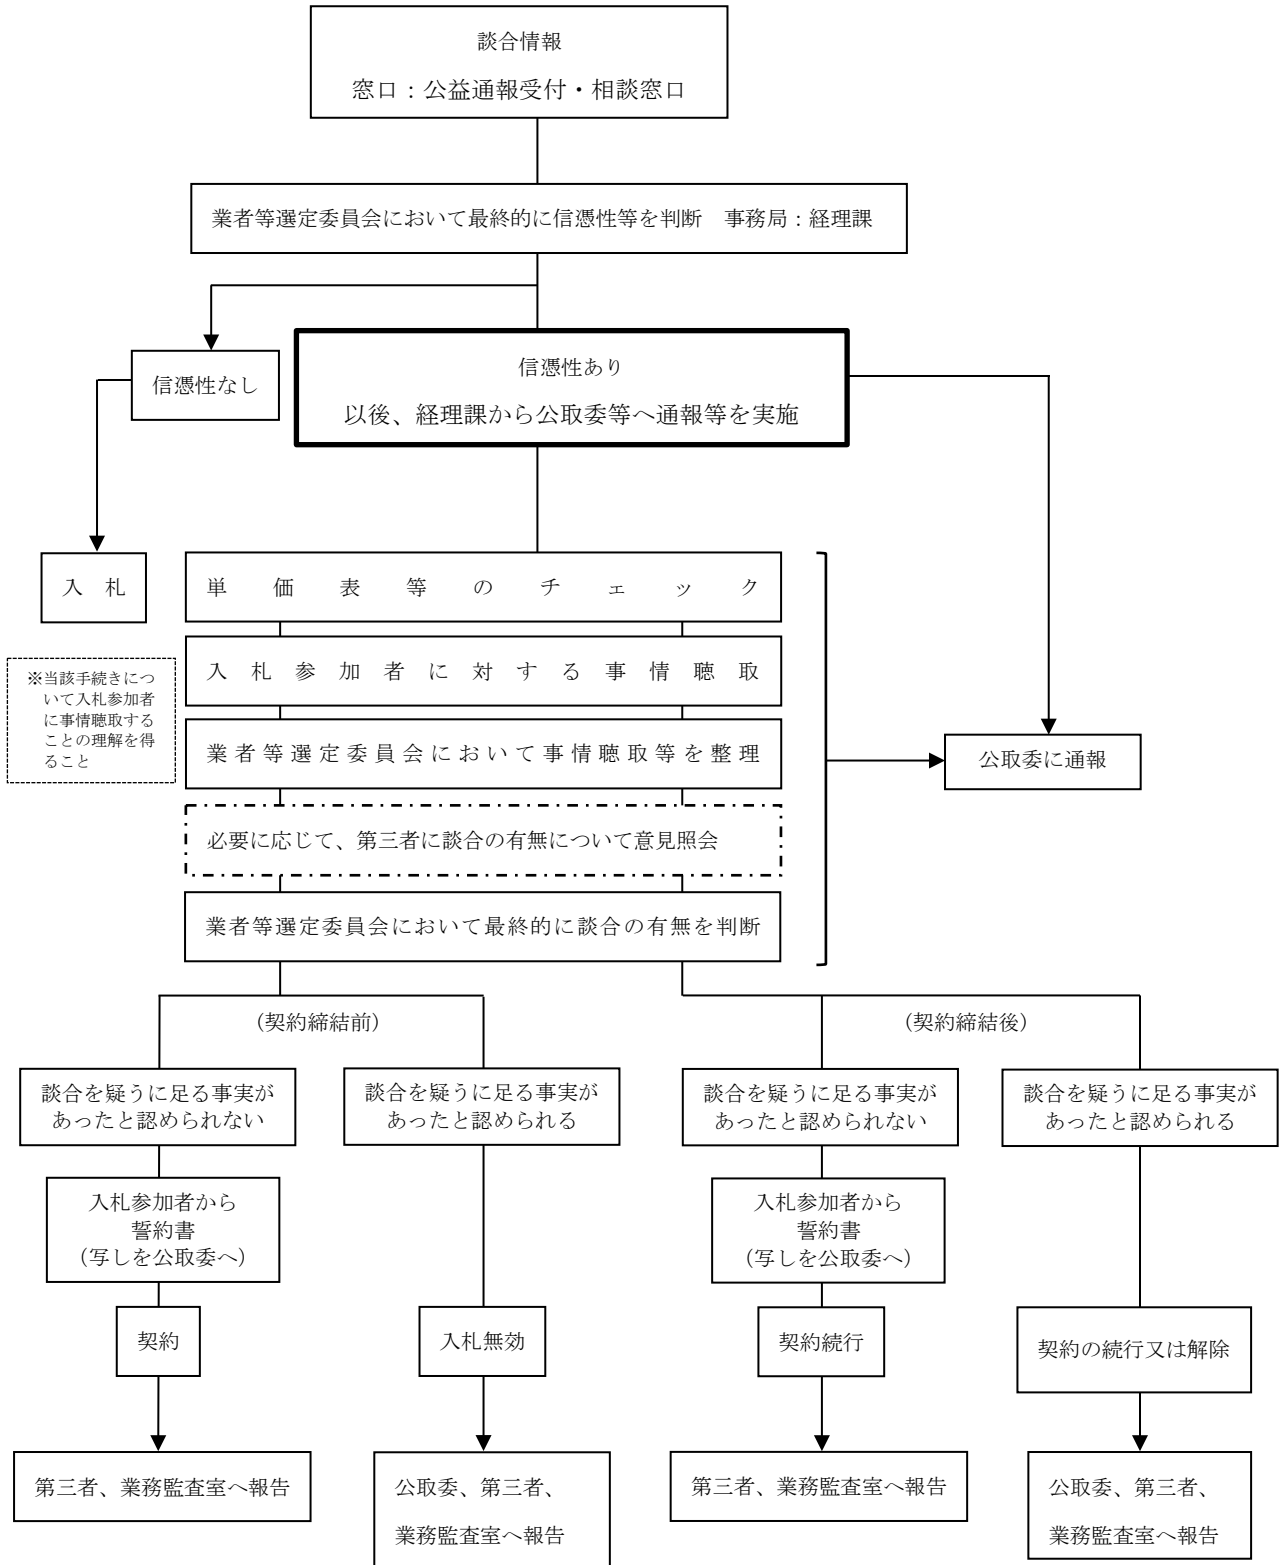 談合情報
窓口：公益通報受付・相談窓口
業者等選定委員会において最終的に信憑性等を判断　事務局：経理課
信憑性なし
信憑性あり
以後、経理課から公取委等へ通報等を実施
入　札
単価表等のチェック
入札参加者に対する事情聴取
※当該手続きにつ
いて入札参加者
に事情聴取する
ことの理解を得
ること
業者等選定委員会において事情聴取等を整理
公取委に通報
必要に応じて、第三者に談合の有無について意見照会
業者等選定委員会において最終的に談合の有無を判断
（契約締結前）
（契約締結後）
談合を疑うに足る事実が
あったと認められない
談合を疑うに足る事実が
あったと認められる
談合を疑うに足る事実が
あったと認められない
談合を疑うに足る事実が
あったと認められる
入札参加者から
誓約書
（写しを公取委へ）
入札参加者から
誓約書
（写しを公取委へ）
契約
入札無効
契約続行
契約の続行又は解除
第三者、業務監査室へ報告
公取委、第三者、
業務監査室へ報告
第三者、業務監査室へ報告
公取委、第三者、
業務監査室へ報告